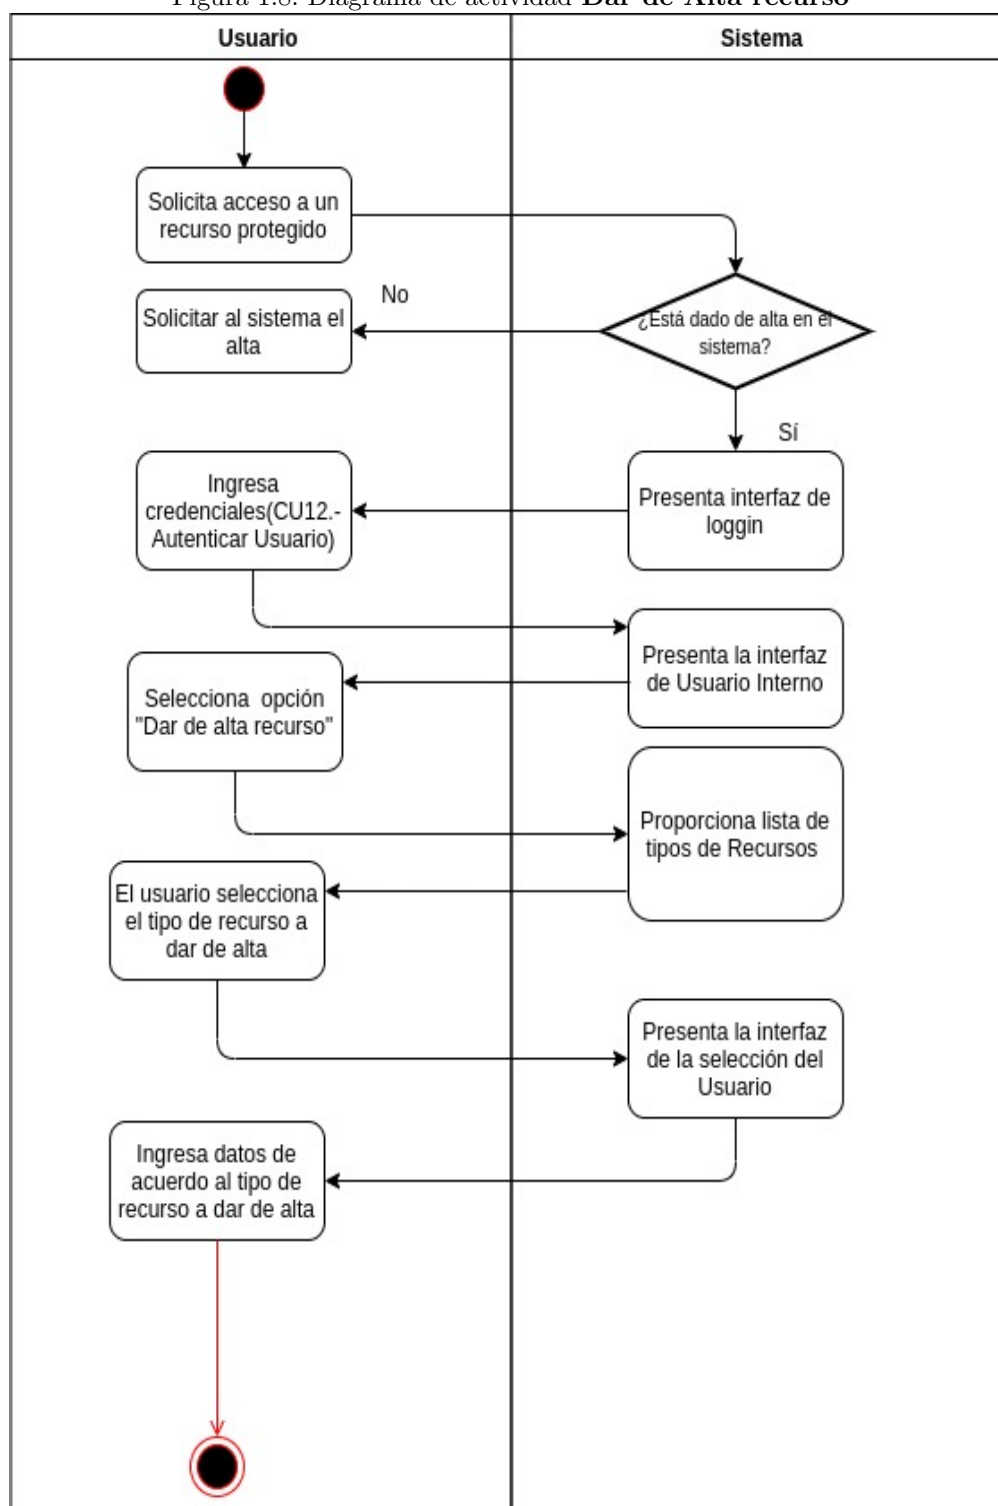 Figura 1.8: Diagrama de actividad Dar de Alta recurso
Usuario
Sistema
Solicita acceso a un
recurso protegido
No
Solicitar al sistema el
alta
¿Está dado de alta en el
sistema?
Sí
Ingresa
credenciales(CU12.-
Autenticar Usuario)
Presenta interfaz de
loggin
Presenta la interfaz
de Usuario Interno
Selecciona opción
"Dar de alta recurso"
Proporciona lista de
tipos de Recursos
El usuario selecciona
el tipo de recurso a
dar de alta
Presenta la interfaz
de la selección del
Usuario
Ingresa datos de
acuerdo al tipo de
recurso a dar de alta